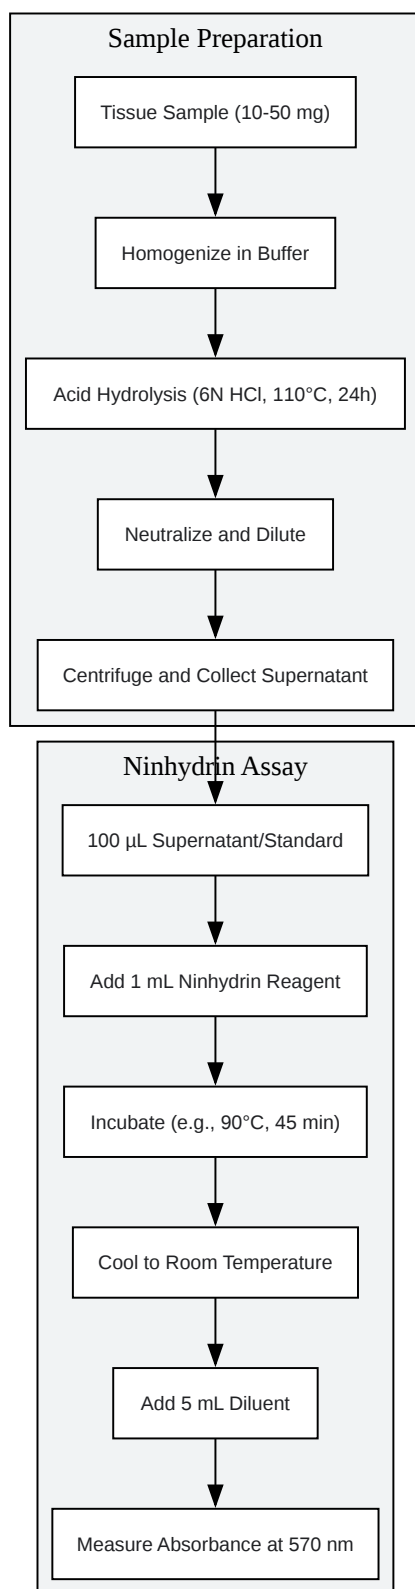 Sample Preparation
Tissue Sample (10-50 mg)
Homogenize in Buffer
Acid Hydrolysis (6N HCl, 110°C, 24h)
Neutralize and Dilute
Centrifuge and Collect Supernatant
Ninhydrin Assay
100 µL Supernatant/Standard
Add 1 mL Ninhydrin Reagent
Incubate (e.g., 90°C, 45 min)
Cool to Room Temperature
Add 5 mL Diluent
Measure Absorbance at 570 nm